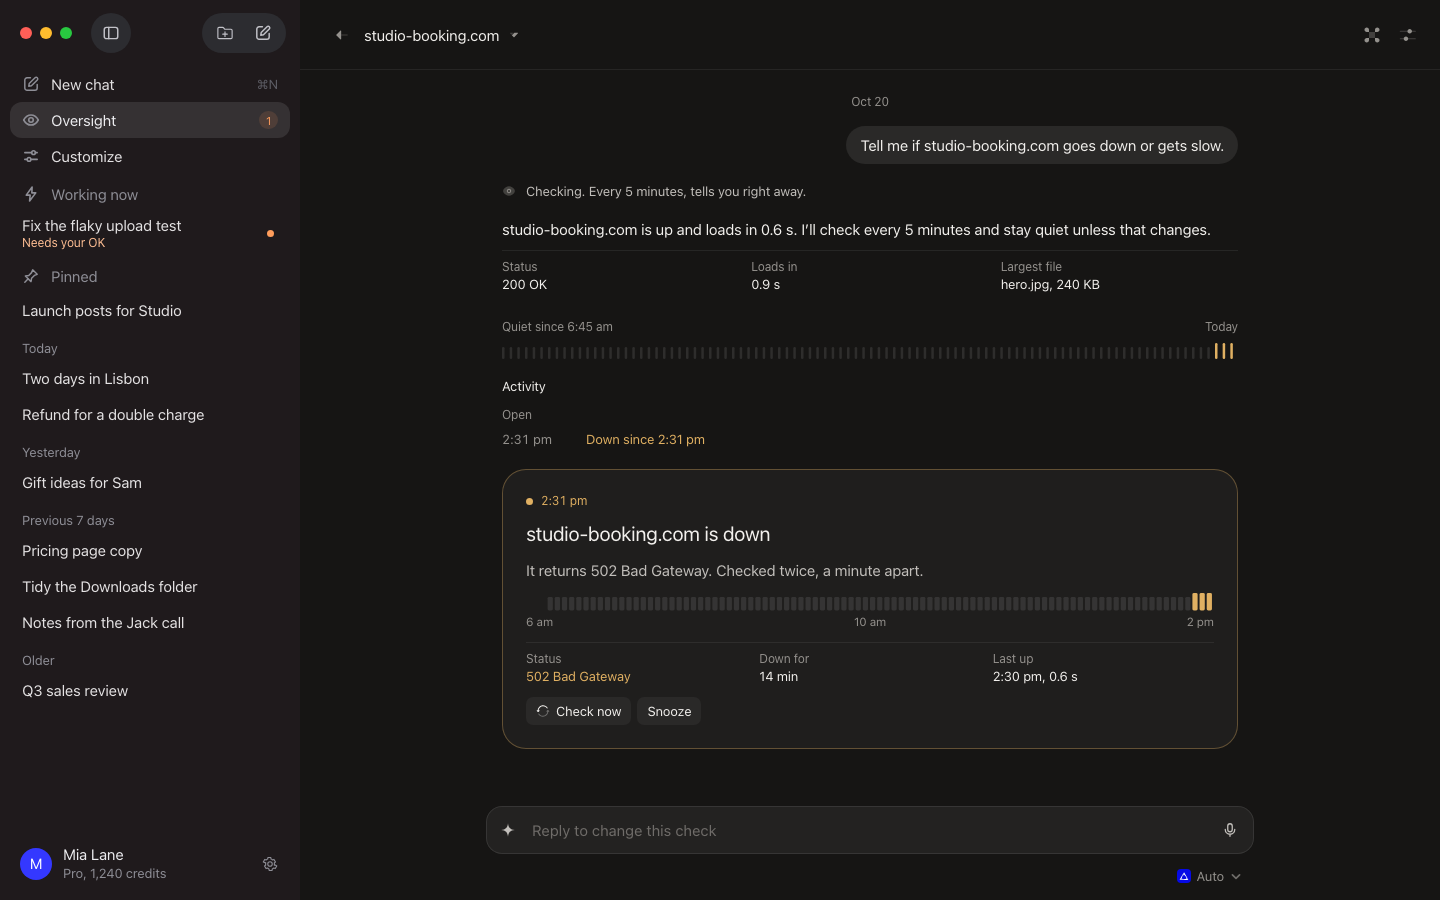 New chat
⌘N
Oversight
1
Customize
Working now
Fix the flaky upload test
Needs your OK
Pinned
Launch posts for Studio
Today
Two days in Lisbon
Refund for a double charge
Yesterday
Gift ideas for Sam
Previous 7 days
Pricing page copy
Tidy the Downloads folder
Notes from the Jack call
Older
Q3 sales review
M
Mia Lane
Pro, 1,240 credits
studio-booking.com
Oct 20
Tell me if studio-booking.com goes down or gets slow.
Checking. Every 5 minutes, tells you right away.
studio-booking.com is up and loads in 0.6 s. I’ll check every 5 minutes and stay quiet unless that changes.
Status
200 OK
Loads in
0.9 s
Largest file
hero.jpg, 240 KB
Quiet since 6:45 am
Today
Activity
Open
2:31 pm
Down since 2:31 pm
2:31 pm
studio-booking.com is down
It returns 502 Bad Gateway. Checked twice, a minute apart.
6 am
10 am
2 pm
Status
502 Bad Gateway
Down for
14 min
Last up
2:30 pm, 0.6 s
Check now
Snooze
Reply to change this check
Auto